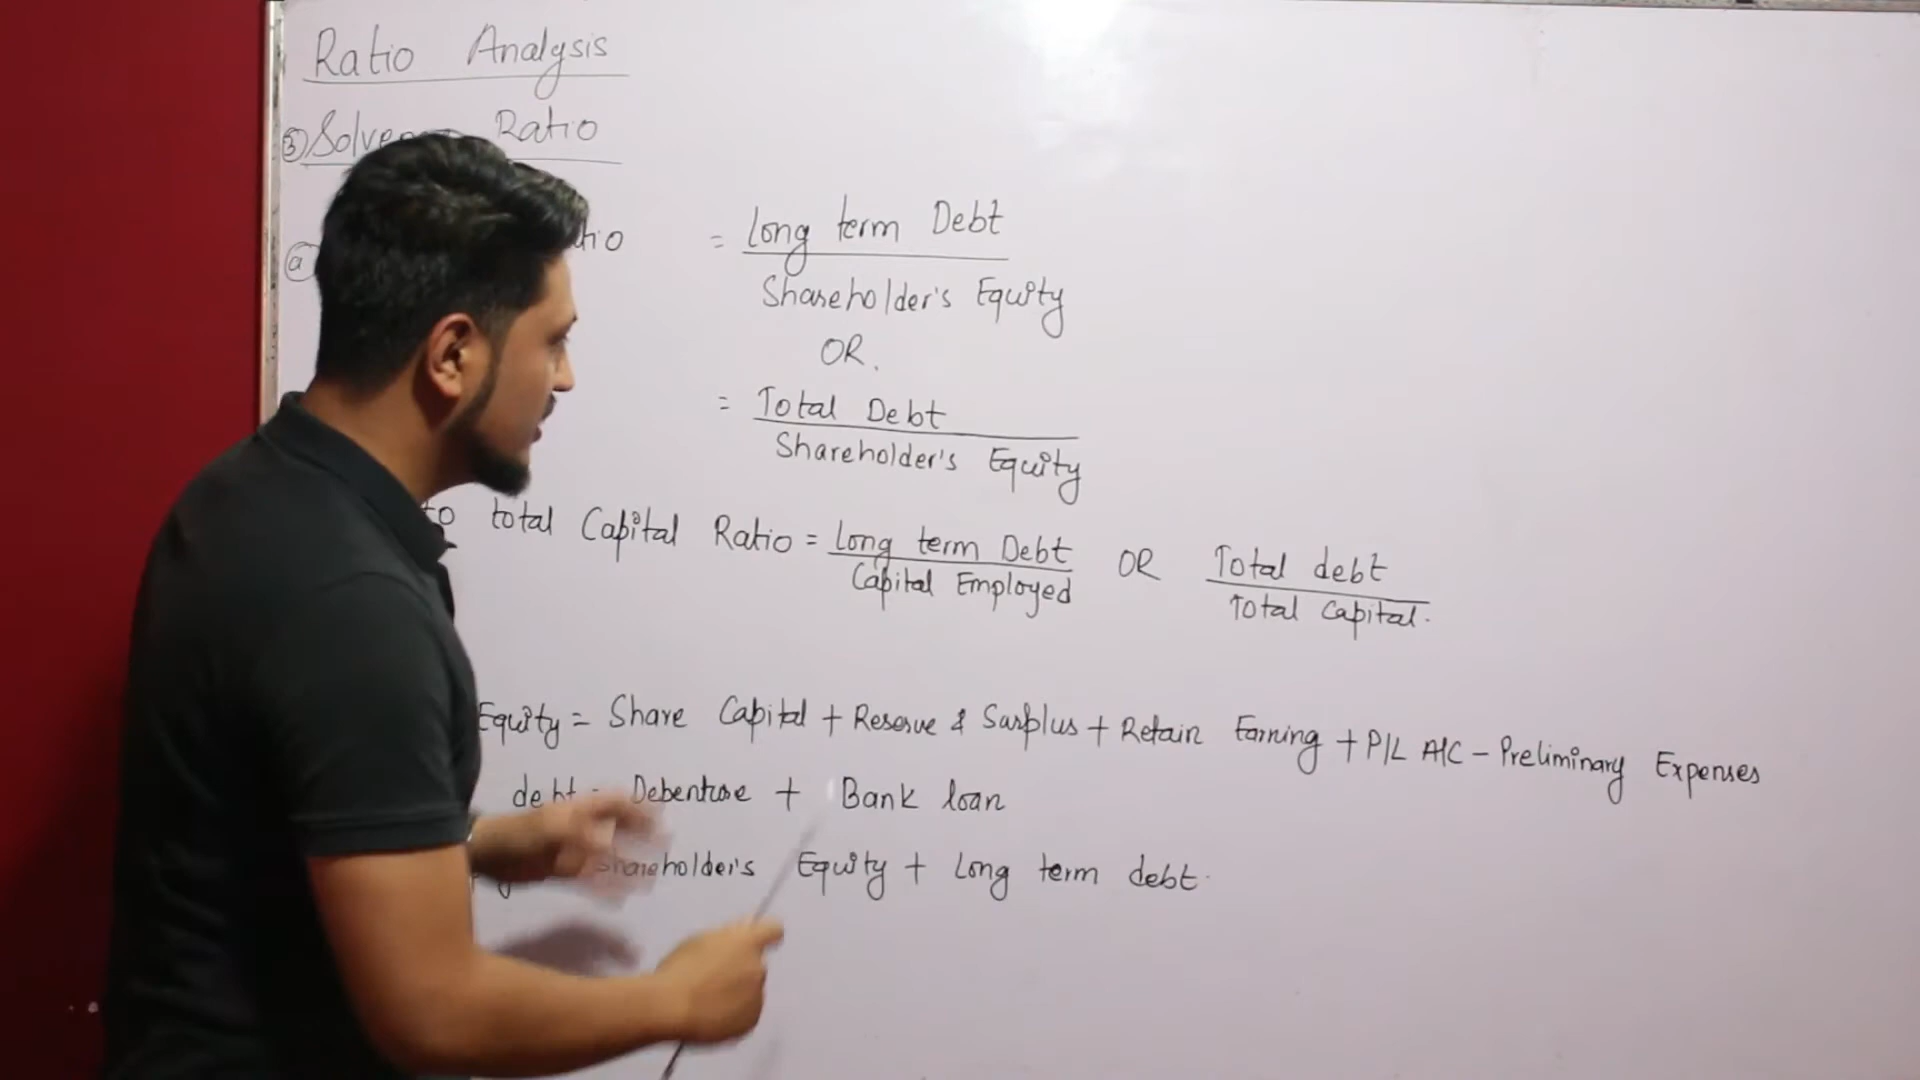 Ratio Analysis
③ Ratio
ⓐ
= Long term Debt
Shareholder's Equity
OR.
= Total Debt
Shareholder's Equity
to total Capital Ratio = Long term Debt OR Total debt
Capital Employed Total Capital.
Equity = Share Capital + Reserve & Surplus + Retain Earning + P/L A/C - Preliminary Expenses
debt = Debenture + Bank loan
Shareholder's Equity + Long term debt.